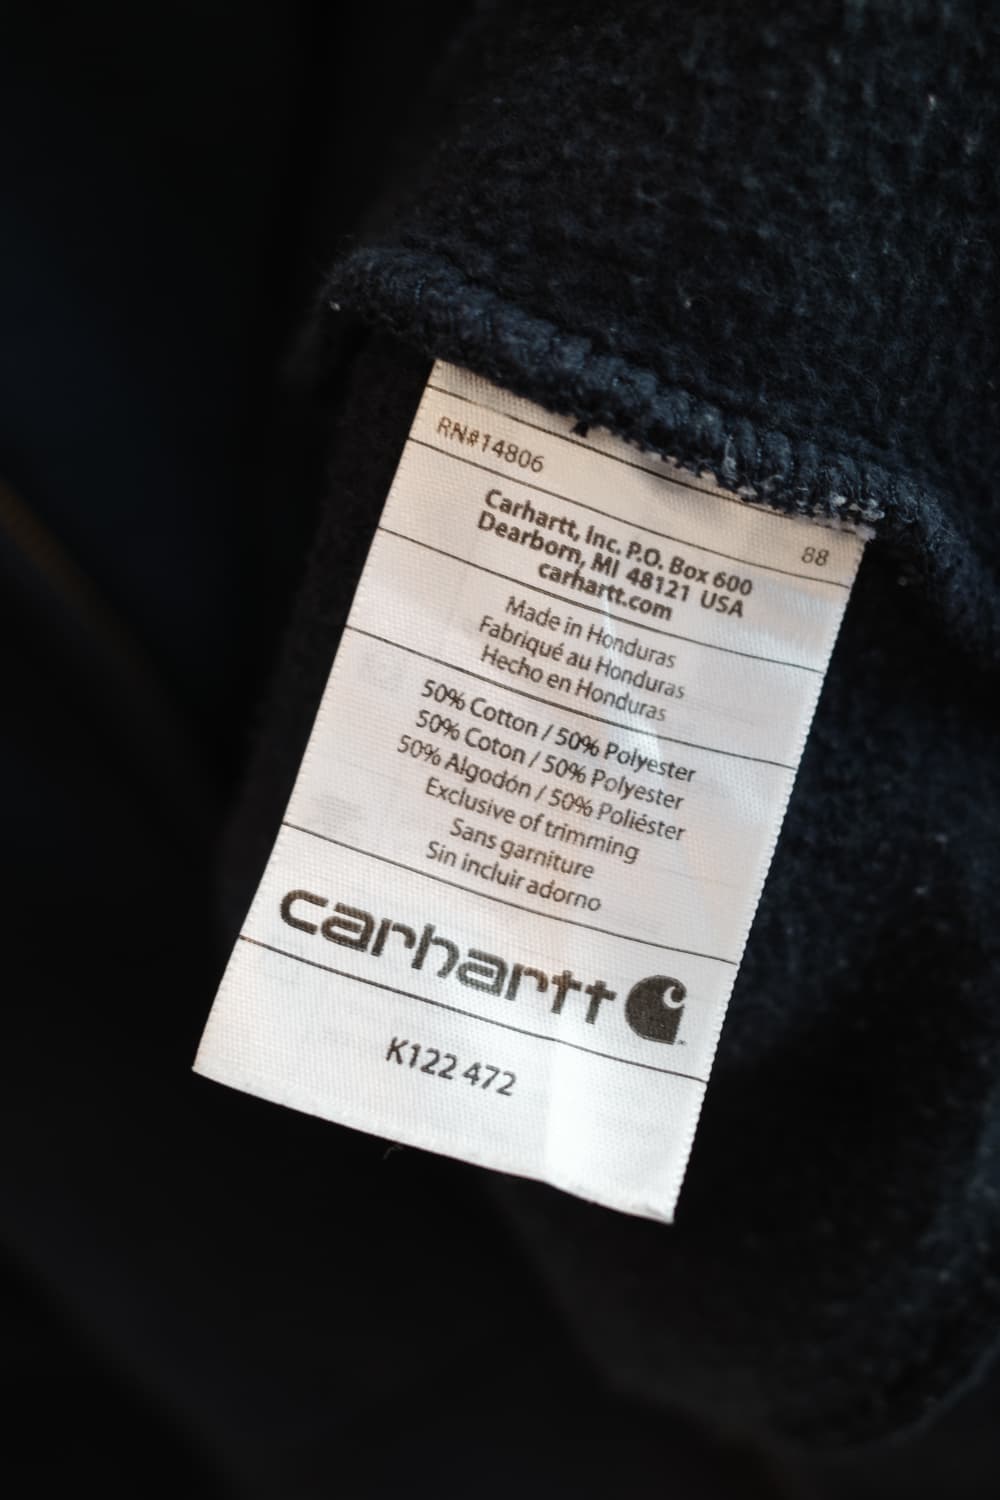 RN#14806
88
Carhartt, Inc. P.O. Box 600
Dearborn, MI 48121 USA
carhartt.com
Made in Honduras
Fabriqué au Honduras
Hecho en Honduras
50% Cotton / 50% Polyester
50% Coton / 50% Polyester
50% Algodón / 50% Poliéster
Exclusive of trimming
Sans garniture
Sin incluir adorno
carhartt
K122 472